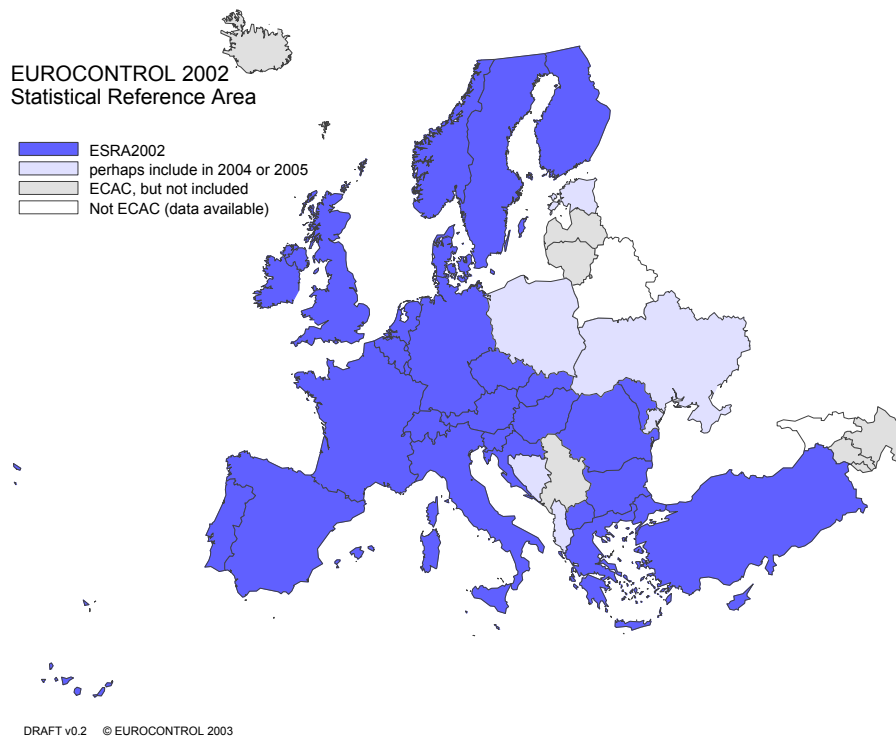 EUROCONTROL 2002
Statistical Reference Area
ESRA2002
perhaps include in 2004 or 2005
ECAC, but not included
Not ECAC (data available)
DRAFT v0.2 © EUROCONTROL 2003